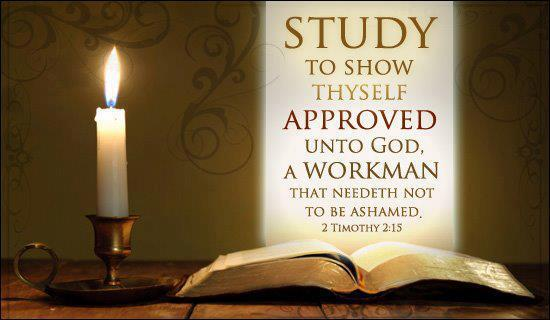 STUDY
TO SHOW
THYSELF
APPROVED
UNTO GOD,
A WORKMAN
THAT NEEDETH NOT
TO BE ASHAMED.
2 TIMOTHY 2:15